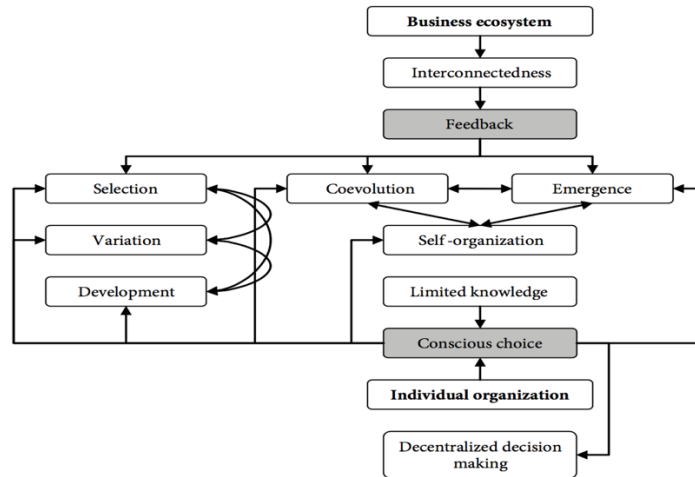 Business ecosystem
Interconnectedness
Feedback
Selection
Coevolution
Emergence
Variation
Self-organization
Development
Limited knowledge
Conscious choice
Individual organization
Decentralized decision
making